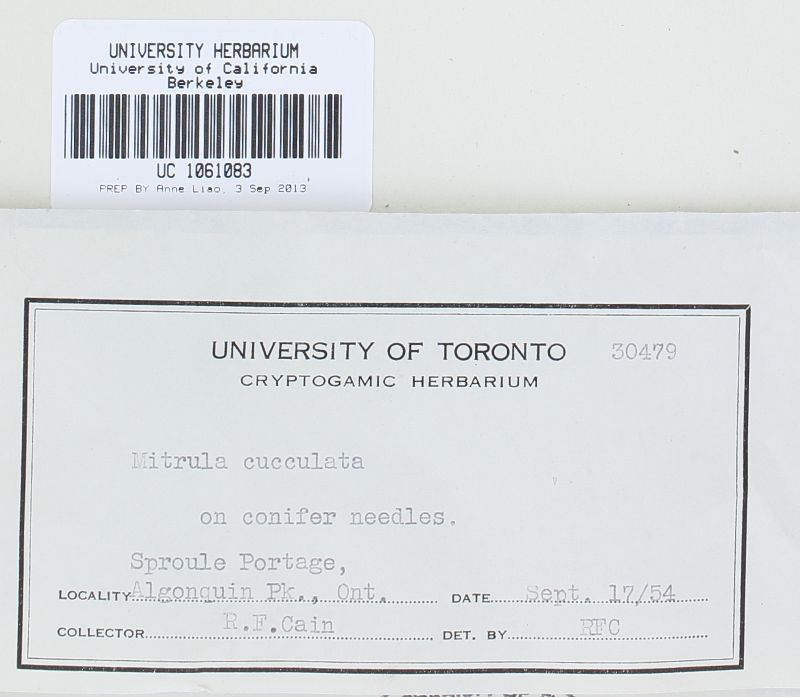 UNIVERSITY HERBARIUM
University of California
Berkeley
UC 1061083
PREP BY Anne Liao, 3 Sep 2013
UNIVERSITY OF TORONTO 30479
CRYPTOGAMIC HERBARIUM
Mitrula cucculata
on conifer needles.
Sproule Portage,
LOCALITY Algonquin Pk., Ont. DATE Sept. 17/54
COLLECTOR R.F.Cain DET. BY RFC